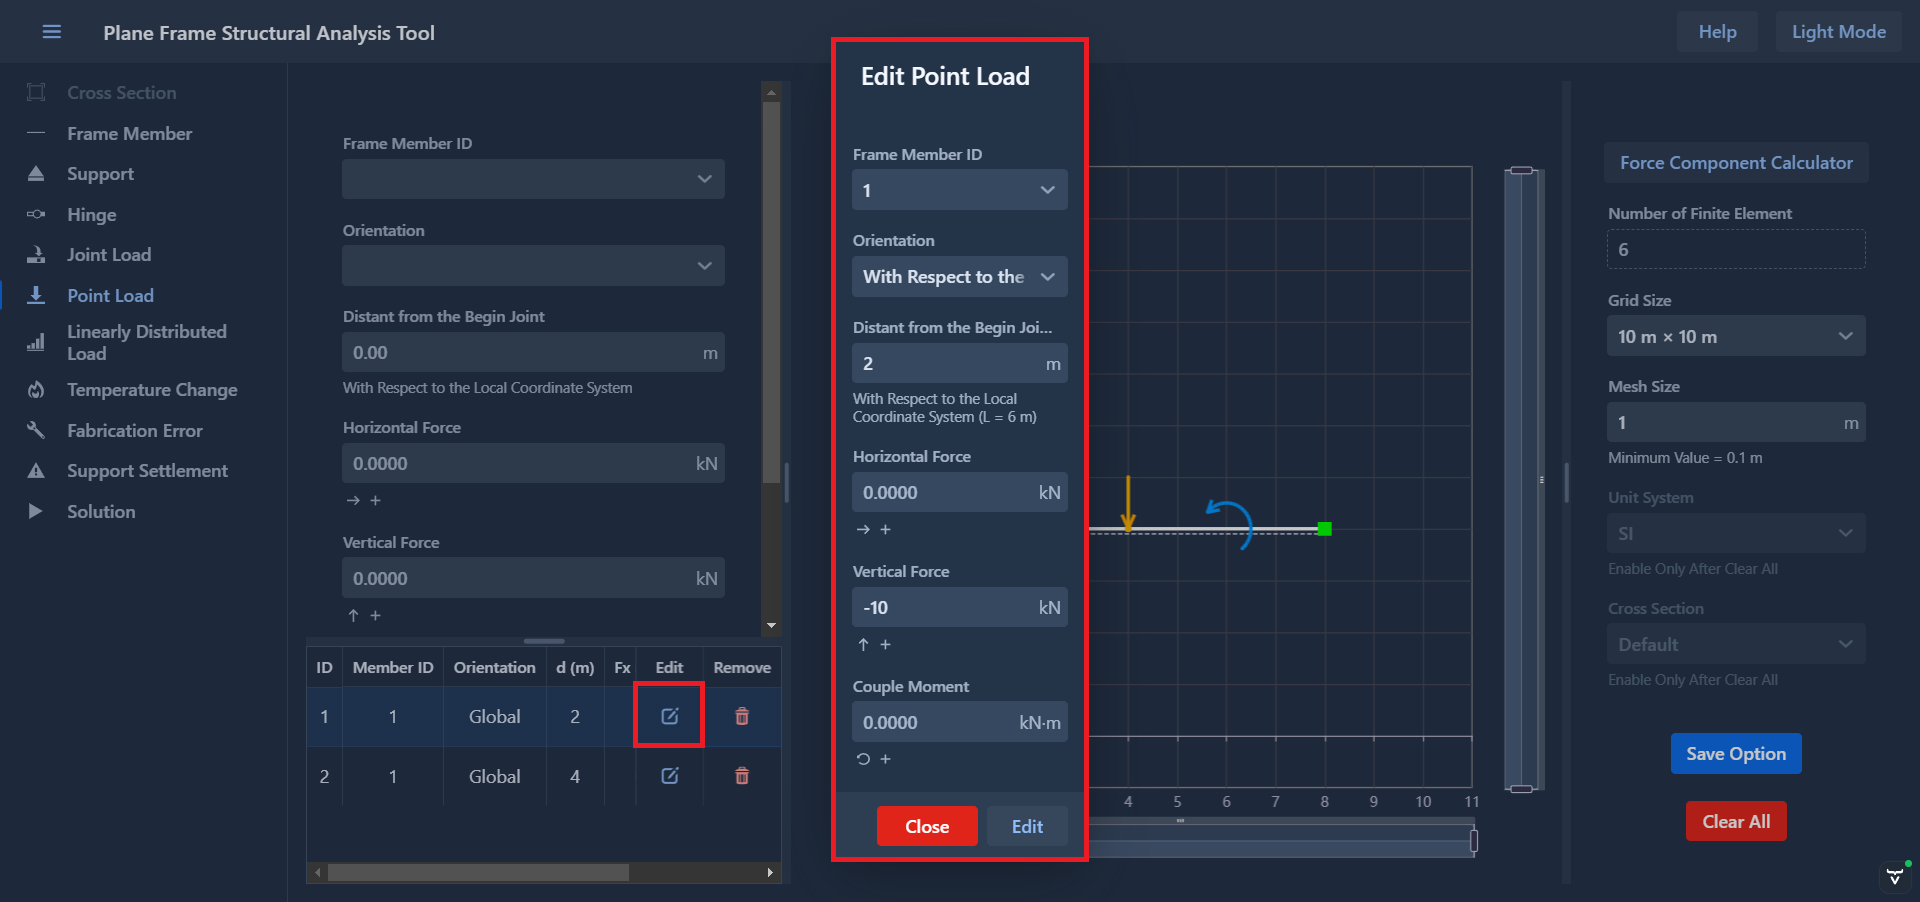 Plane Frame Structural Analysis Tool
Help
Light Mode
Cross Section
Frame Member
Support
Hinge
Joint Load
Point Load
Linearly Distributed
Load
Temperature Change
Fabrication Error
Support Settlement
Solution
Frame Member ID
Orientation
Distant from the Begin Joint
0.00 m
With Respect to the Local Coordinate System
Horizontal Force
0.0000 kN
→ +
Vertical Force
0.0000 kN
↑ +
ID Member ID Orientation d (m) Fx Edit Remove
1 1 Global 2
2 1 Global 4
Edit Point Load
Frame Member ID
1
Orientation
With Respect to the
Distant from the Begin Joi...
2 m
With Respect to the Local
Coordinate System (L = 6 m)
Horizontal Force
0.0000 kN
→ +
Vertical Force
-10 kN
↑ +
Couple Moment
0.0000 kN·m
+
Close
Edit
4 5 6 7 8 9 10 11
Force Component Calculator
Number of Finite Element
6
Grid Size
10 m × 10 m
Mesh Size
1 m
Minimum Value = 0.1 m
Unit System
SI
Enable Only After Clear All
Cross Section
Default
Enable Only After Clear All
Save Option
Clear All